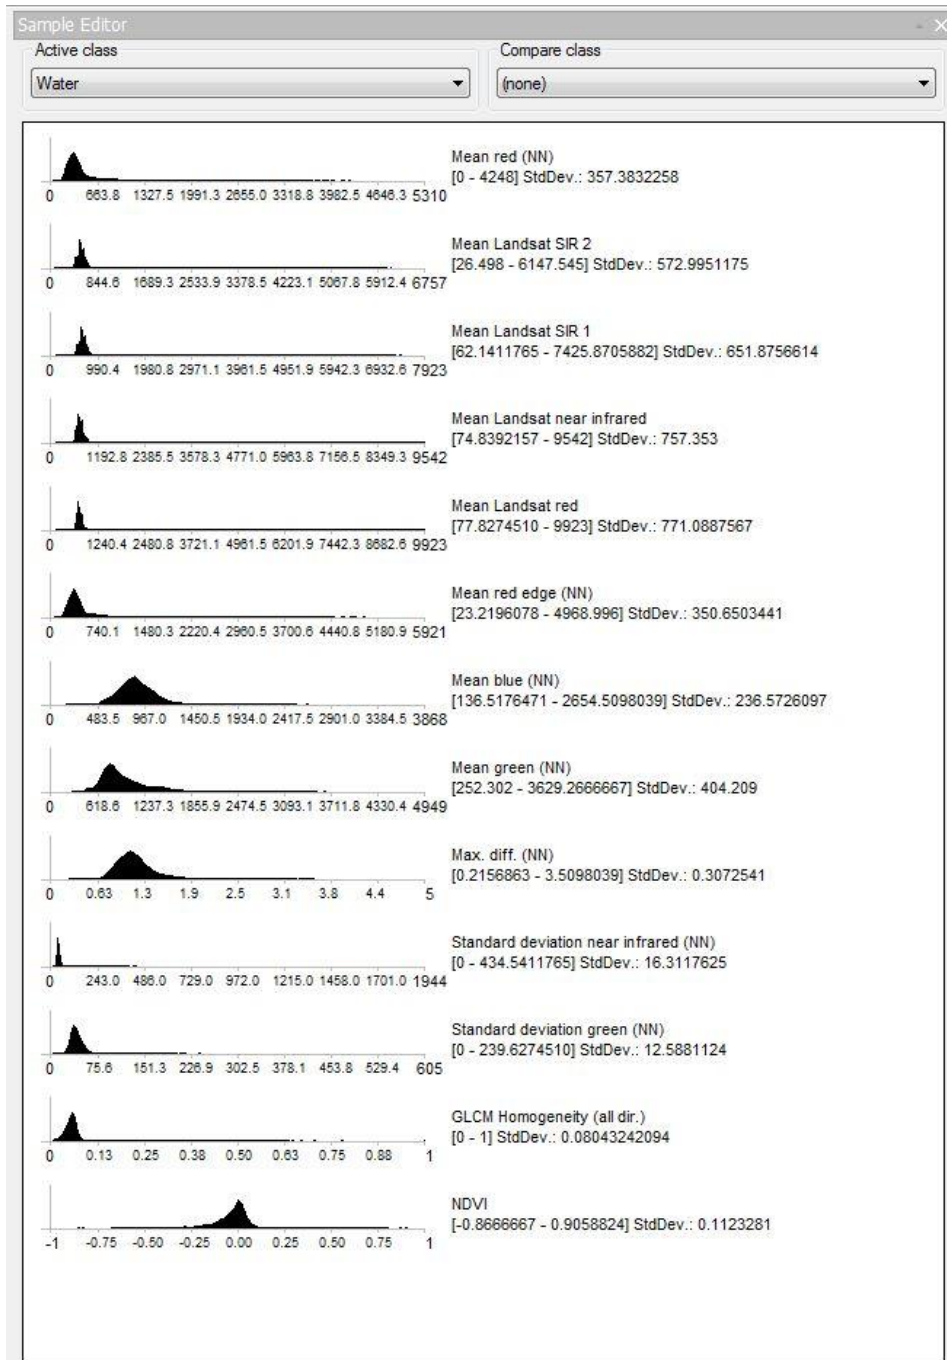 Sample Editor
Active class
Compare class
Water
(none)
Mean red (NN)
[0 - 4248] StdDev.: 357.3832258
0 663.8 1327.5 1991.3 2655.0 3318.8 3982.5 4646.3 5310
Mean Landsat SIR 2
[26.498 - 6147.545] StdDev.: 572.9951175
0 844.6 1689.3 2533.9 3378.5 4223.1 5067.8 5912.4 6757
Mean Landsat SIR 1
[62.1411765 - 7425.8705882] StdDev.: 651.8756614
0 990.4 1980.8 2971.1 3961.5 4951.9 5942.3 6932.6 7923
Mean Landsat near infrared
[74.8392157 - 9542] StdDev.: 757.353
0 1192.8 2385.5 3578.3 4771.0 5963.8 7156.5 8349.3 9542
Mean Landsat red
[77.8274510 - 9923] StdDev.: 771.0887567
0 1240.4 2480.8 3721.1 4961.5 6201.9 7442.3 8682.6 9923
Mean red edge (NN)
[23.2196078 - 4968.996] StdDev.: 350.6503441
0 740.1 1480.3 2220.4 2960.5 3700.6 4440.8 5180.9 5921
Mean blue (NN)
[136.5176471 - 2654.5098039] StdDev.: 236.5726097
0 483.5 967.0 1450.5 1934.0 2417.5 2901.0 3384.5 3868
Mean green (NN)
[252.302 - 3629.2666667] StdDev.: 404.209
0 618.6 1237.3 1855.9 2474.5 3093.1 3711.8 4330.4 4949
Max. diff. (NN)
[0.2156863 - 3.5098039] StdDev.: 0.3072541
0 0.63 1.3 1.9 2.5 3.1 3.8 4.4 5
Standard deviation near infrared (NN)
[0 - 434.5411765] StdDev.: 16.3117625
0 243.0 486.0 729.0 972.0 1215.0 1458.0 1701.0 1944
Standard deviation green (NN)
[0 - 239.6274510] StdDev.: 12.5881124
0 75.6 151.3 226.9 302.5 378.1 453.8 529.4 605
GLCM Homogeneity (all dir.)
[0 - 1] StdDev.: 0.08043242094
0 0.13 0.25 0.38 0.50 0.63 0.75 0.88 1
NDVI
[-0.8666667 - 0.9058824] StdDev.: 0.1123281
-1 -0.75 -0.50 -0.25 0.00 0.25 0.50 0.75 1